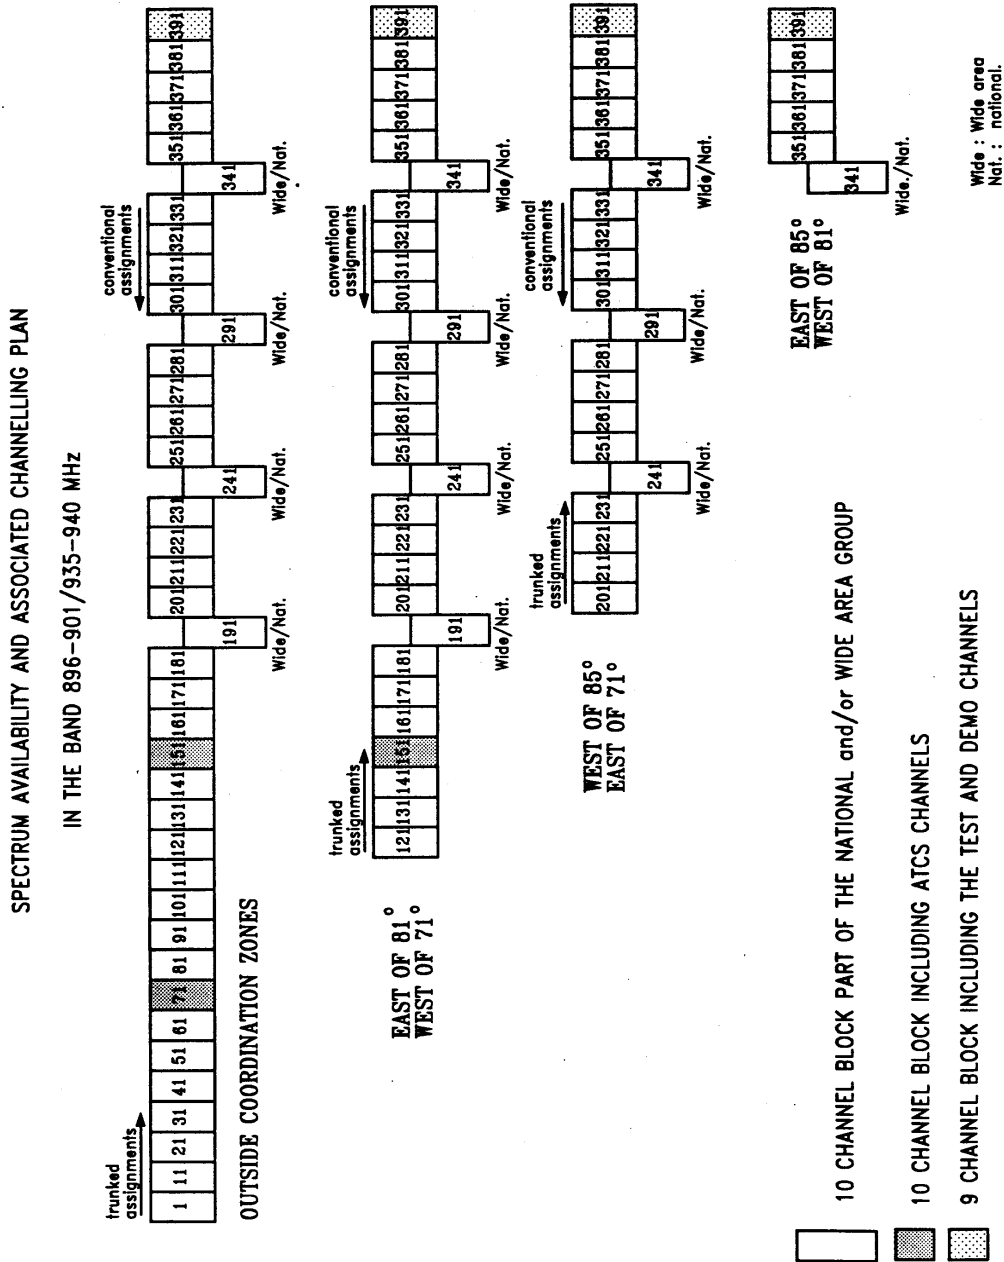 SPECTRUM AVAILABILITY AND ASSOCIATED CHANNELLING PLAN
IN THE BAND 896-901/935-940 MHz
trunked
assignments
conventional
assignments
1 11 21 31 41 51 61 71 81 91 101 111 121 131 141 151 161 171 181 201 211 221 231 251 261 271 281 301 311 321 331 351 361 371 381 391
191 241 291 341
Wide/Nat. Wide/Nat. Wide/Nat. Wide/Nat.
OUTSIDE COORDINATION ZONES
trunked
assignments
conventional
assignments
121 131 141 151 161 171 181 201 211 221 231 251 261 271 281 301 311 321 331 351 361 371 381 391
191 241 291 341
Wide/Nat. Wide/Nat. Wide/Nat. Wide/Nat.
EAST OF 81°
WEST OF 71°
trunked
assignments
conventional
assignments
201 211 221 231 251 261 271 281 301 311 321 331 351 361 371 381 391
241 291 341
Wide/Nat. Wide/Nat. Wide/Nat.
WEST OF 85°
EAST OF 71°
351 361 371 381 391
341
Wide./Nat.
EAST OF 85°
WEST OF 81°
10 CHANNEL BLOCK PART OF THE NATIONAL and/or WIDE AREA GROUP
10 CHANNEL BLOCK INCLUDING ATCS CHANNELS
9 CHANNEL BLOCK INCLUDING THE TEST AND DEMO CHANNELS
Wide : Wide area
Nat. : national.